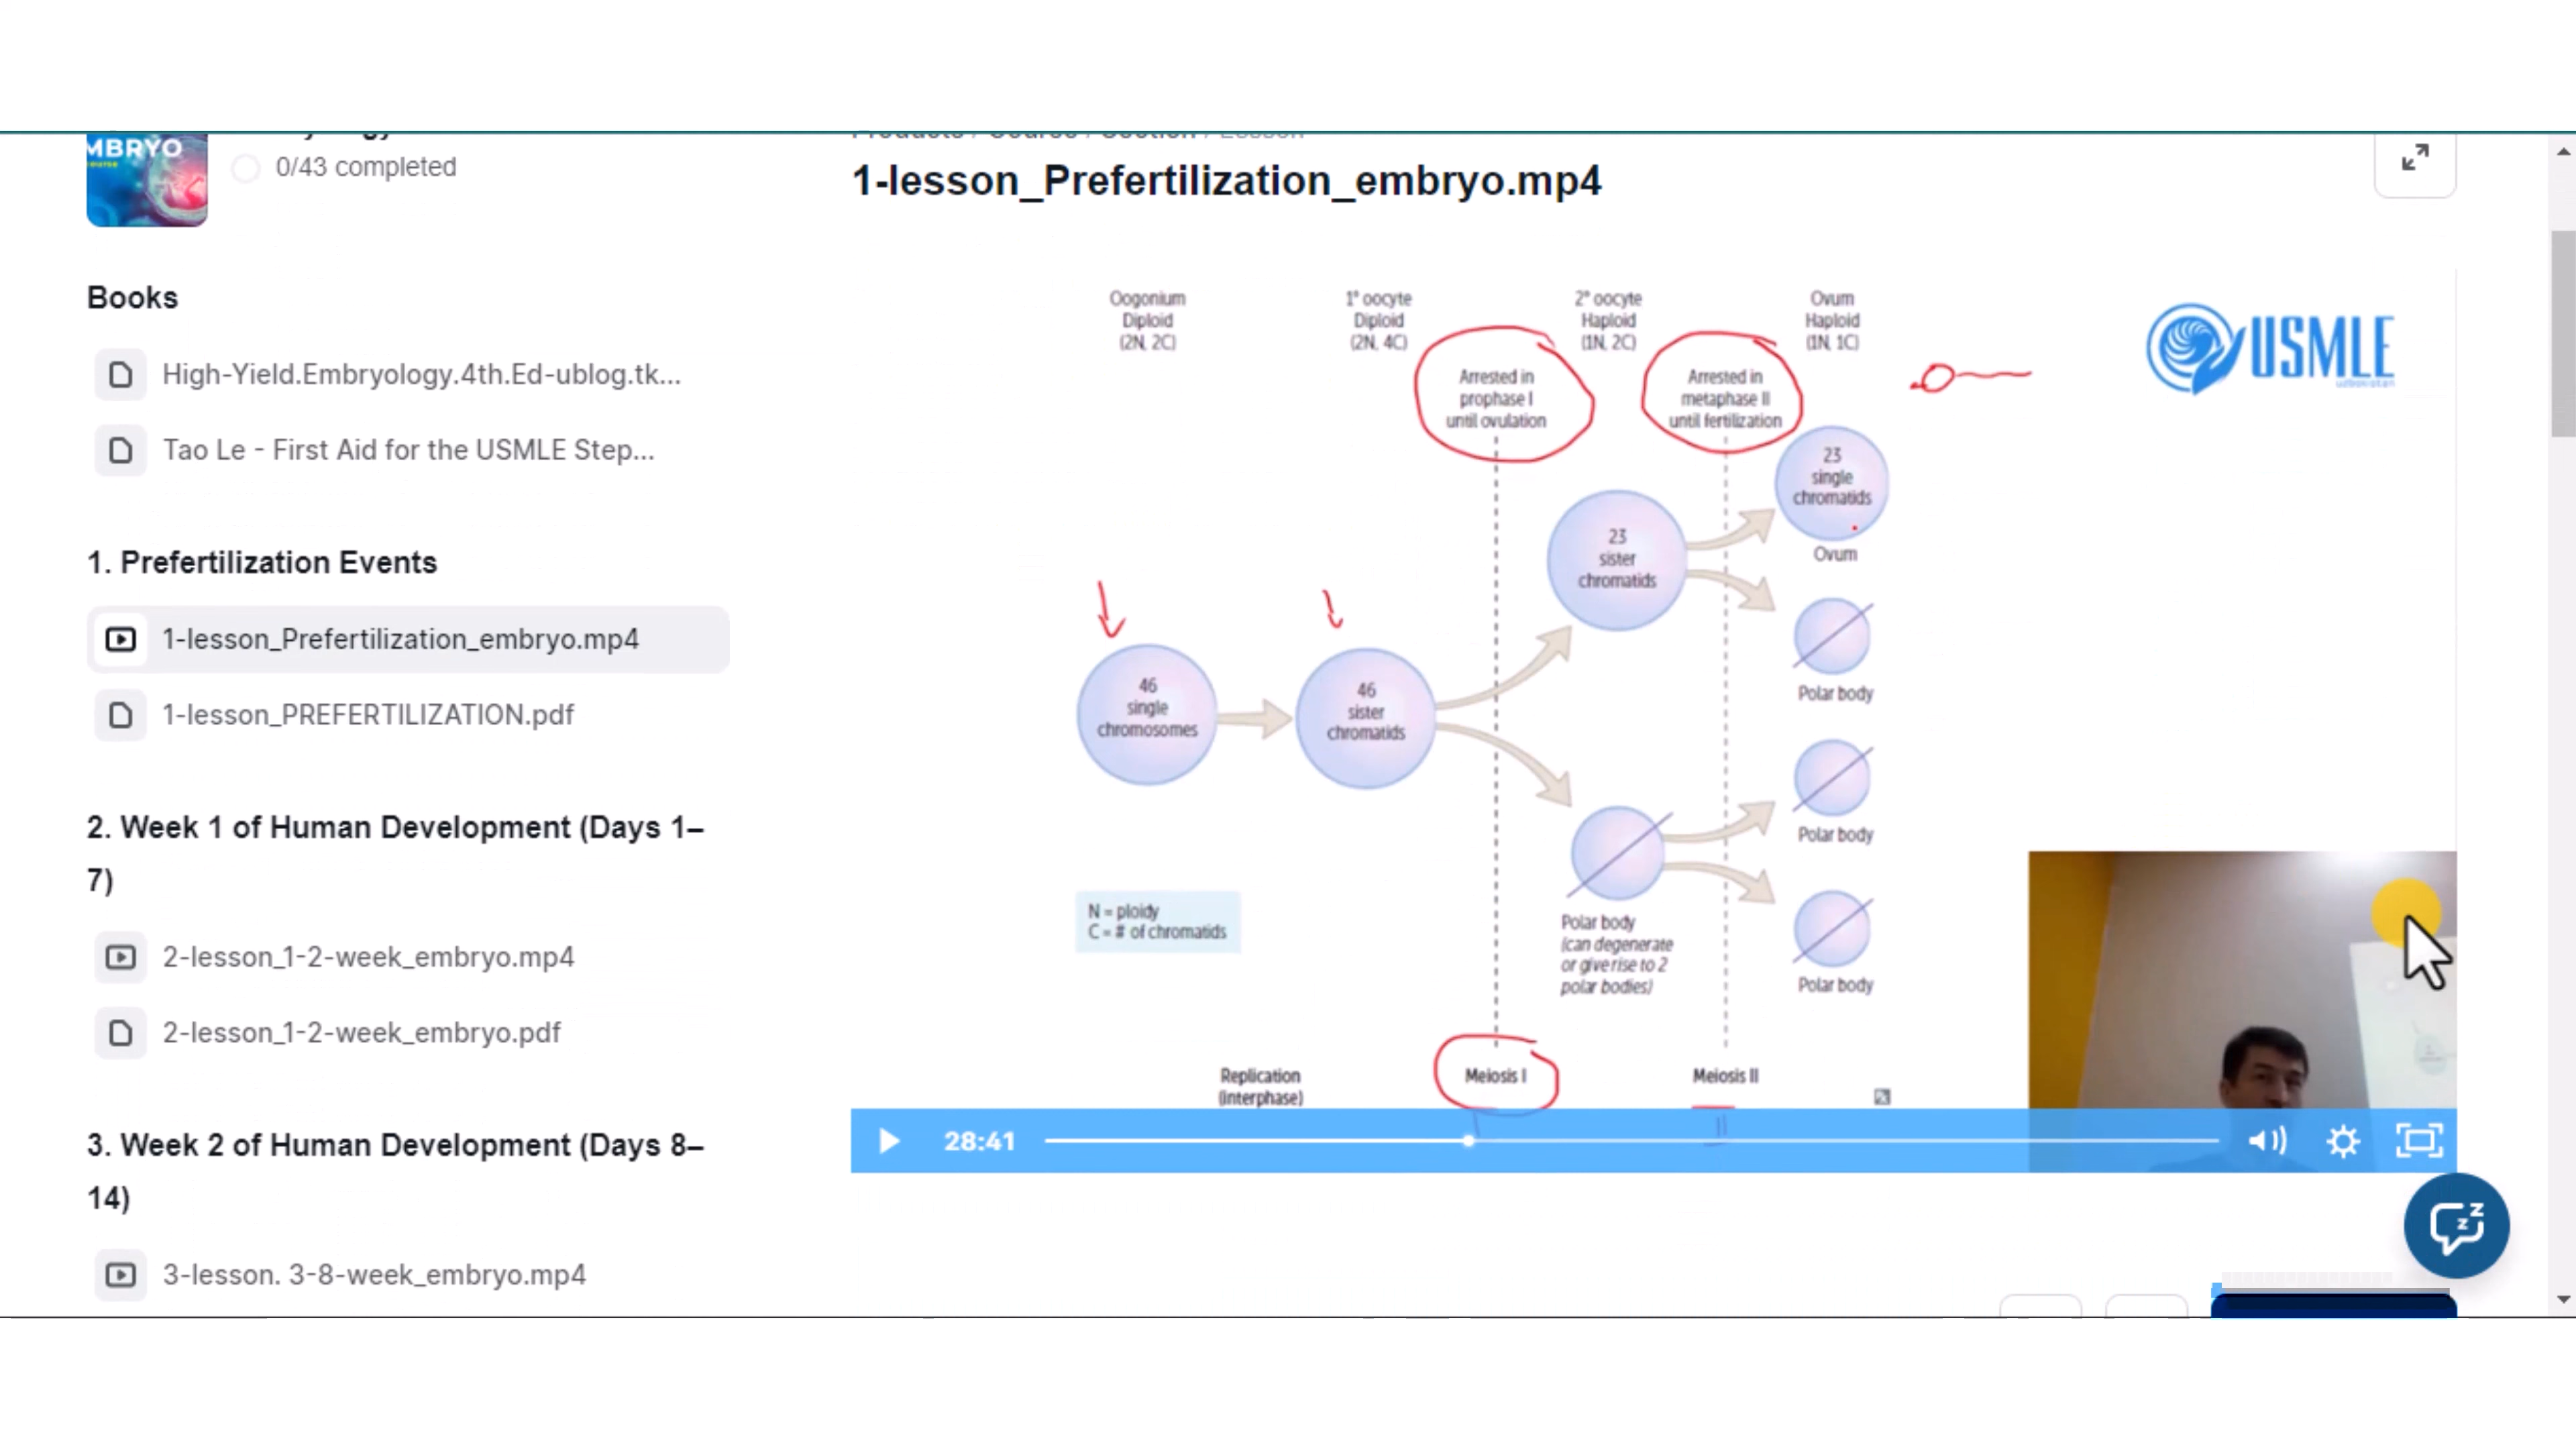 MBRYO
0/43 completed
1-lesson_Prefertilization_embryo.mp4
Books
High-Yield.Embryology.4th.Ed-ublog.tk...
Tao Le - First Aid for the USMLE Step...
1. Prefertilization Events
1-lesson_Prefertilization_embryo.mp4
1-lesson_PREFERTILIZATION.pdf
2. Week 1 of Human Development (Days 1–
7)
2-lesson_1-2-week_embryo.mp4
2-lesson_1-2-week_embryo.pdf
3. Week 2 of Human Development (Days 8–
14)
3-lesson. 3-8-week_embryo.mp4
Oogonium
Diploid
(2N, 2C)
1° oocyte
Diploid
(2N, 4C)
2° oocyte
Haploid
(1N, 2C)
Ovum
Haploid
(1N, 1C)
Arrested in
prophase I
until ovulation
Arrested in
metaphase II
until fertilization
USMLE
uzbekistan
46
single
chromosomes
46
sister
chromatids
23
sister
chromatids
23
single
chromatids
Ovum
Polar body
Polar body
Polar body
Polar body
(can degenerate
or give rise to 2
polar bodies)
N = ploidy
C = # of chromatids
Replication
(interphase)
Meiosis I
Meiosis II
28:41